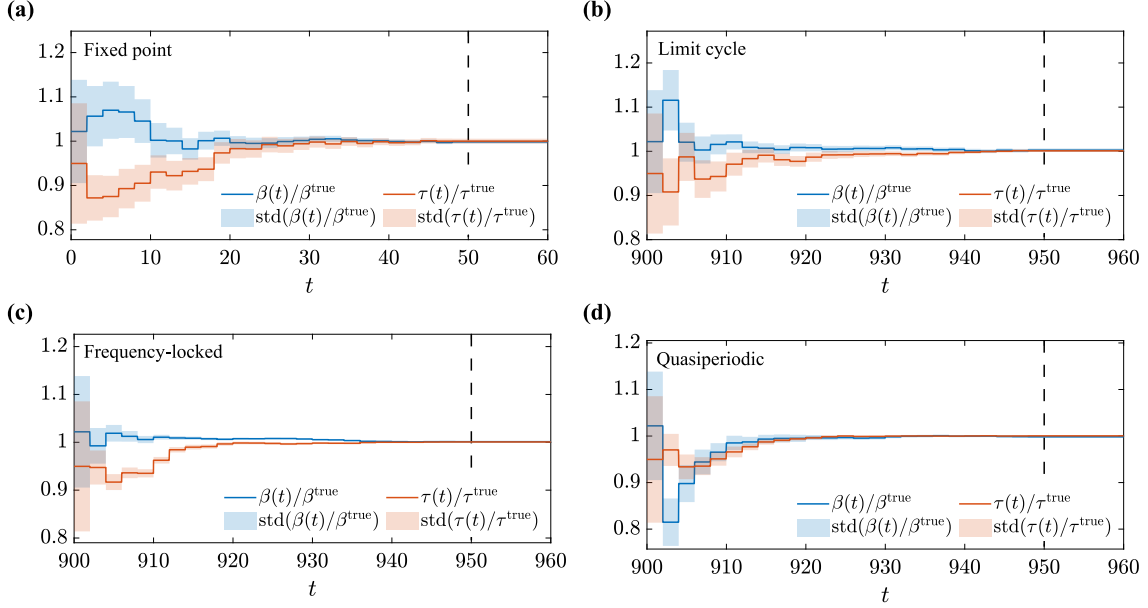 (a)
1.2
1.1
1
0.9
0.8
Fixed point
β(t)/β^true τ(t)/τ^true
std(β(t)/β^true) std(τ(t)/τ^true)
0 10 20 30 40 50 60
t
(b)
1.2
1.1
1
0.9
0.8
Limit cycle
β(t)/β^true τ(t)/τ^true
std(β(t)/β^true) std(τ(t)/τ^true)
900 910 920 930 940 950 960
t
(c)
1.2
1.1
1
0.9
0.8
Frequency-locked
β(t)/β^true τ(t)/τ^true
std(β(t)/β^true) std(τ(t)/τ^true)
900 910 920 930 940 950 960
t
(d)
1.2
1.1
1
0.9
0.8
Quasiperiodic
β(t)/β^true τ(t)/τ^true
std(β(t)/β^true) std(τ(t)/τ^true)
900 910 920 930 940 950 960
t